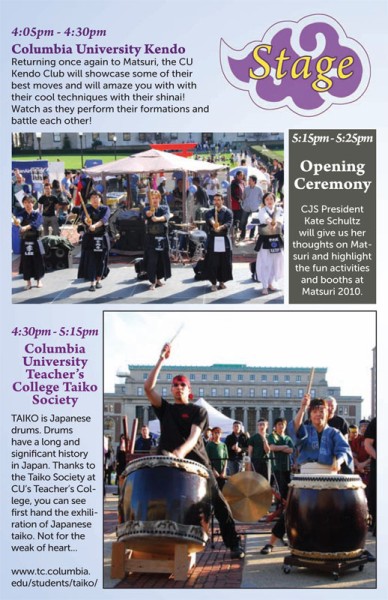 4:05pm - 4:30pm
Columbia University Kendo
Returning once again to Matsuri, the CU
Kendo Club will showcase some of their
best moves and will amaze you with with
their cool techniques with their shinai!
Watch as they perform their formations and
battle each other!
Stage
5:15pm-5:25pm
Opening
Ceremony
CJS President
Kate Schultz
will give us her
thoughts on Mat-
suri and highlight
the fun activities
and booths at
Matsuri 2010.
4:30pm - 5:15pm
Columbia
University
Teacher's
College Taiko
Society
TAIKO is Japanese
drums. Drums
have a long and
significant history
in Japan. Thanks to
the Taiko Society at
CU's Teacher's Col-
lege, you can see
first hand the exhili-
ration of Japanese
taiko. Not for the
weak of heart...
www.tc.columbia.
edu/students/taiko/